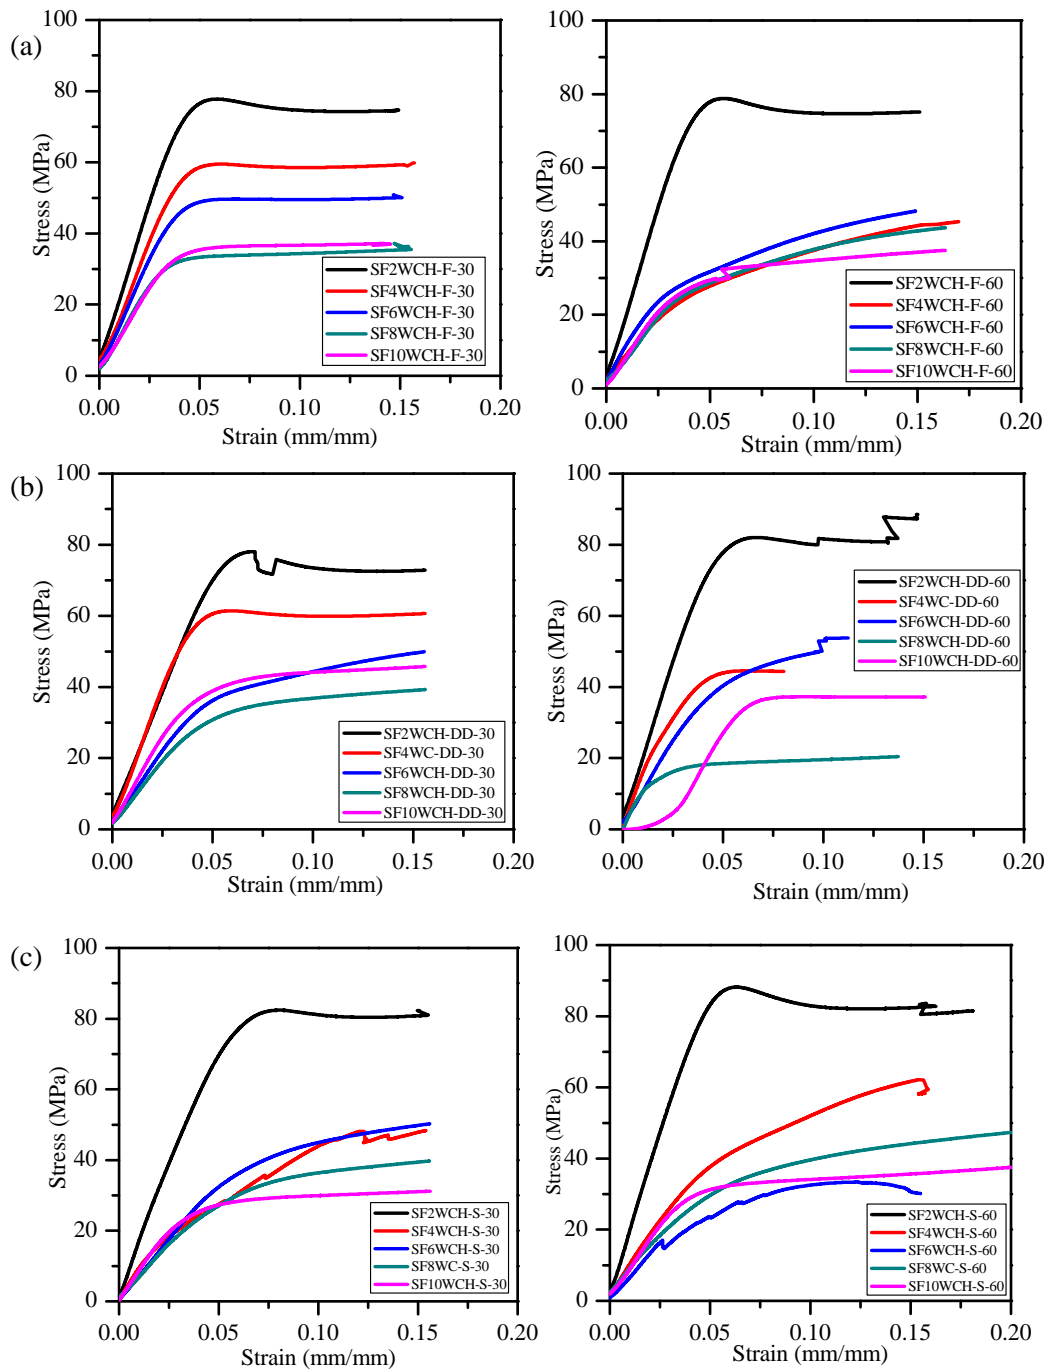 (a)
100
80
60
40
20
0
Stress (MPa)
0.00 0.05 0.10 0.15 0.20
Strain (mm/mm)
SF2WCH-F-30
SF4WCH-F-30
SF6WCH-F-30
SF8WCH-F-30
SF10WCH-F-30
100
80
60
40
20
0
Stress (MPa)
0.00 0.05 0.10 0.15 0.20
Strain (mm/mm)
SF2WCH-F-60
SF4WCH-F-60
SF6WCH-F-60
SF8WCH-F-60
SF10WCH-F-60
(b)
100
80
60
40
20
0
Stress (MPa)
0.00 0.05 0.10 0.15 0.20
Strain (mm/mm)
SF2WCH-DD-30
SF4WC-DD-30
SF6WCH-DD-30
SF8WCH-DD-30
SF10WCH-DD-30
100
80
60
40
20
0
Stress (MPa)
0.00 0.05 0.10 0.15 0.20
Strain (mm/mm)
SF2WCH-DD-60
SF4WC-DD-60
SF6WCH-DD-60
SF8WCH-DD-60
SF10WCH-DD-60
(c)
100
80
60
40
20
0
Stress (MPa)
0.00 0.05 0.10 0.15 0.20
Strain (mm/mm)
SF2WCH-S-30
SF4WCH-S-30
SF6WCH-S-30
SF8WC-S-30
SF10WCH-S-30
100
80
60
40
20
0
Stress (MPa)
0.00 0.05 0.10 0.15 0.20
Strain (mm/mm)
SF2WCH-S-60
SF4WCH-S-60
SF6WCH-S-60
SF8WC-S-60
SF10WCH-S-60